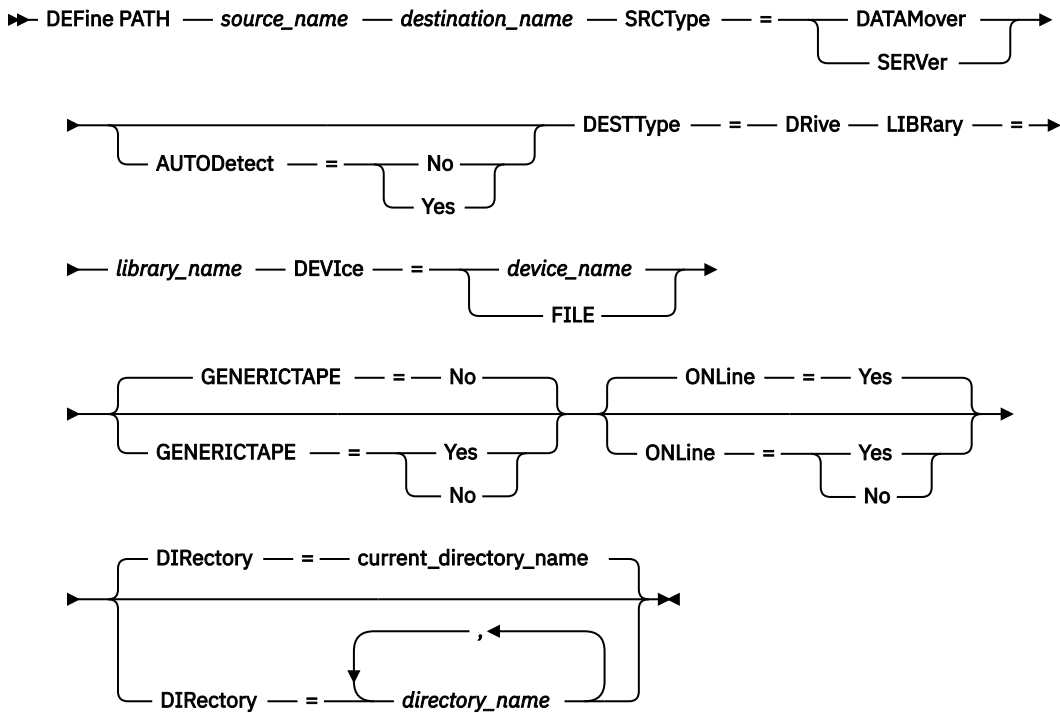 DEFine PATH source_name destination_name SRCType = DATAMover
SERVer
AUTODetect = No
Yes
DESTType = DRive LIBRary =
library_name DEVIce = device_name
FILE
GENERICTAPE = No
GENERICTAPE = Yes
No
ONLine = Yes
ONLine = Yes
No
DIRectory = current_directory_name
,
DIRectory = directory_name